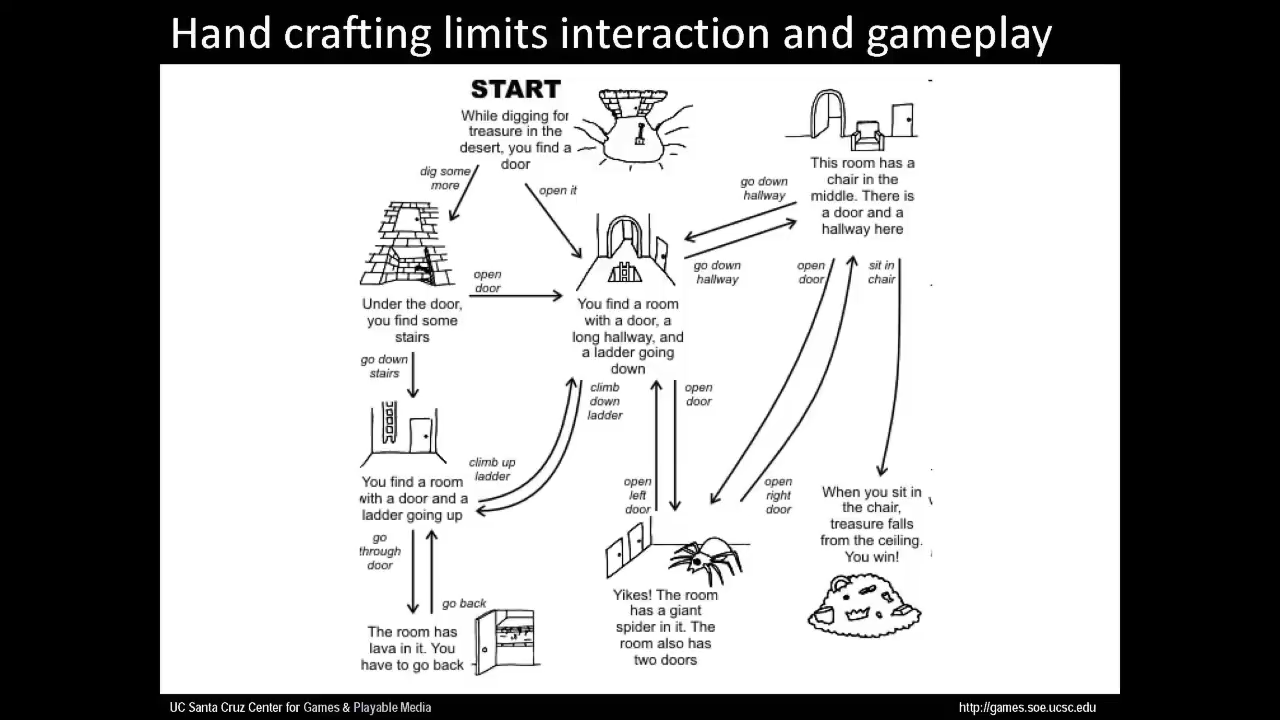 Hand crafting limits interaction and gameplay
START
While digging for
treasure in the
desert, you find a
door
dig some
more
open it
Under the door,
you find some
stairs
open
door
You find a room
with a door, a
long hallway, and
a ladder going
down
go down
hallway
go down
hallway
This room has a
chair in the
middle. There is
a door and a
hallway here
open
door
sit in
chair
go down
stairs
You find a room
with a door and a
ladder going up
climb up
ladder
climb
down
ladder
open
door
open
left
door
open
right
door
When you sit in
the chair,
treasure falls
from the ceiling.
You win!
go
through
door
go back
The room has
lava in it. You
have to go back
Yikes! The room
has a giant
spider in it. The
room also has
two doors
UC Santa Cruz Center for Games & Playable Media
http://games.soe.ucsc.edu